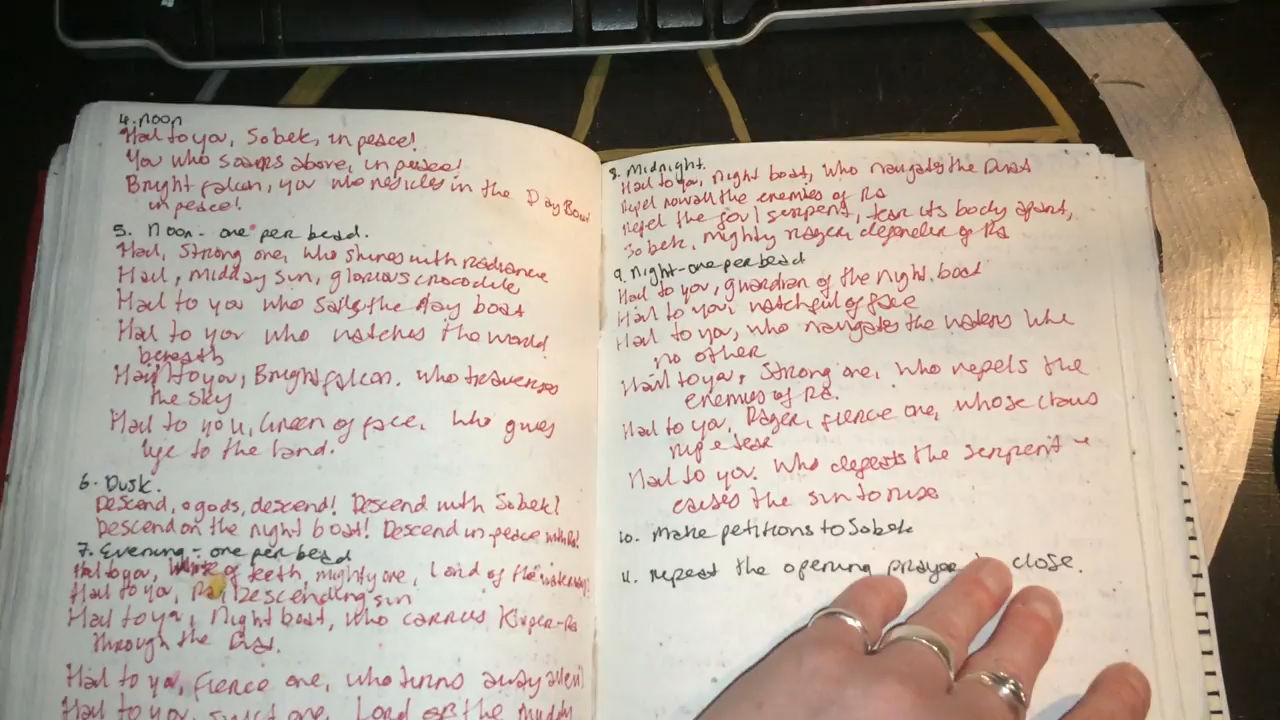 4. Noon
Hail to you, Sobek, in peace!
You who soars above, in peace!
Bright falcon, you who resides in the Day Boat
in peace!
5. Noon - one per bead.
Hail, Strong one, who shines with radiance
Hail, midday sun, glorious crocodile
Hail to you who sails the day boat
Hail to you who watches the world
beneath
Hail to you, Bright falcon. who traverses
the sky
Hail to you, Green of face, who gives
life to the land.
6. Dusk.
Descend, o gods, descend! Descend with Sobek!
Descend on the night boat! Descend in peace with Ra!
7. Evening - one per bead
Hail to you, of teeth, mighty one, Lord of the
Hail to you, Ra, Descending sun
Hail to you, Night boat, who carries Kheper-Ra
through the Duat.
Hail to you, fierce one, who turns away all evil
Hail to you, swift one, Lord of the muddy
8. Midnight.
Hail to you, night boat, who navigates the Duat
Repel now all the enemies of Ra
Repel the foul serpent, tear its body apart,
Sobek, mighty rager, defender of Ra
9. Night - one per bead
Hail to you, guardian of the night boat
Hail to you, watchful of face
Hail to you, who navigates the waters like
no other
Hail to you, Strong one, who repels the
enemies of Ra.
Hail to you, Rager, fierce one, whose claws
rip & tear
Hail to you. Who defeats the serpent &
causes the sun to rise
10. Make petitions to Sobek
11. repeat the opening prayer close.